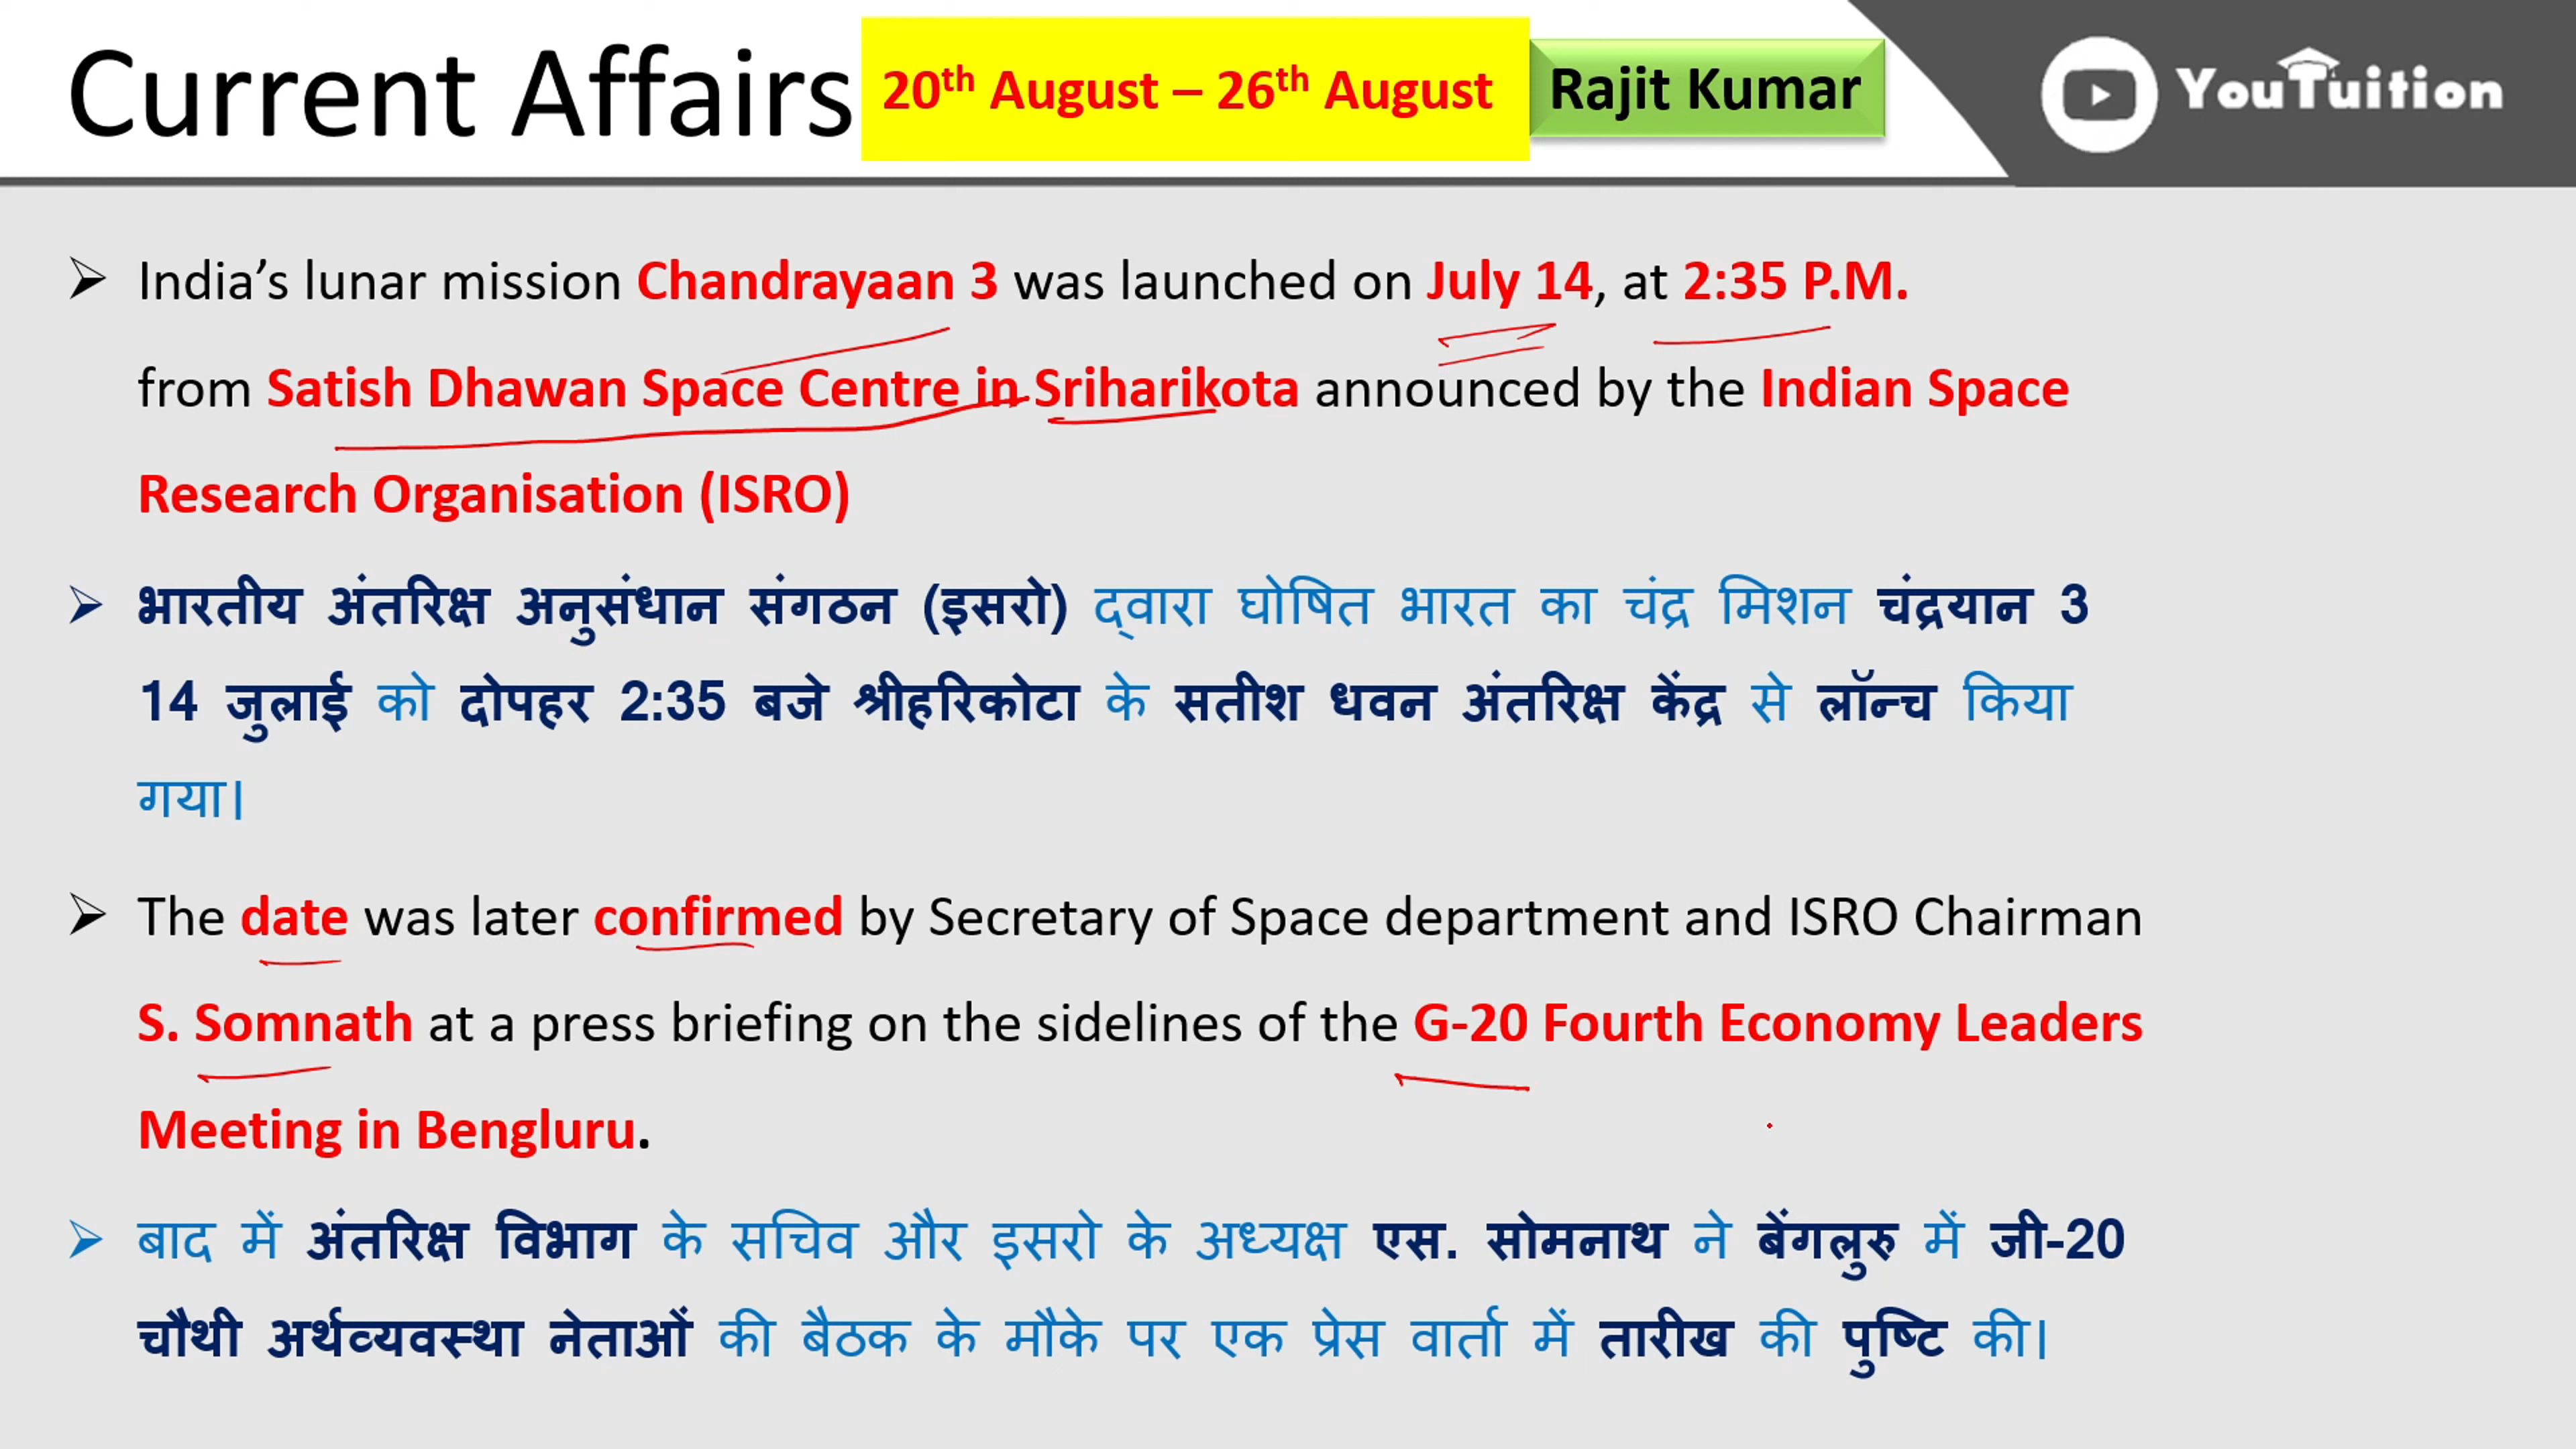 Current Affairs 20th August – 26th August Rajit Kumar YouTuition
➢ India’s lunar mission Chandrayaan 3 was launched on July 14, at 2:35 P.M.
from Satish Dhawan Space Centre in Sriharikota announced by the Indian Space
Research Organisation (ISRO)
➢ भारतीय अंतरिक्ष अनुसंधान संगठन (इसरो) द्वारा घोषित भारत का चंद्र मिशन चंद्रयान 3
14 जुलाई को दोपहर 2:35 बजे श्रीहरिकोटा के सतीश धवन अंतरिक्ष केंद्र से लॉन्च किया
गया।
➢ The date was later confirmed by Secretary of Space department and ISRO Chairman
S. Somnath at a press briefing on the sidelines of the G-20 Fourth Economy Leaders
Meeting in Bengluru.
➢ बाद में अंतरिक्ष विभाग के सचिव और इसरो के अध्यक्ष एस. सोमनाथ ने बेंगलुरु में जी-20
चौथी अर्थव्यवस्था नेताओं की बैठक के मौके पर एक प्रेस वार्ता में तारीख की पुष्टि की।